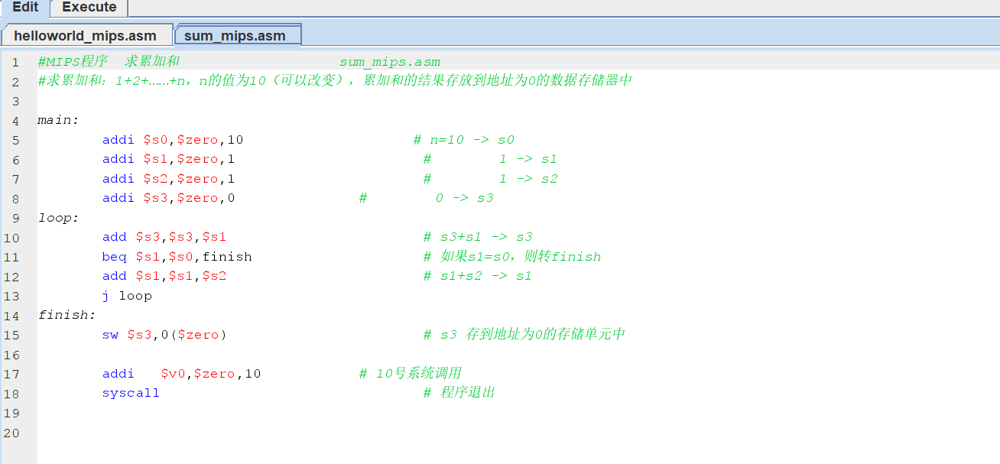 Edit Execute
helloworld_mips.asm sum_mips.asm
1 #MIPS程序 求累加和 sum_mips.asm
2 #求累加和：1+2+……+n，n的值为10（可以改变），累加和的结果存放到地址为0的数据存储器中
3
4 main:
5 addi $s0,$zero,10 # n=10 -> s0
6 addi $s1,$zero,1 # 1 -> s1
7 addi $s2,$zero,1 # 1 -> s2
8 addi $s3,$zero,0 # 0 -> s3
9 loop:
10 add $s3,$s3,$s1 # s3+s1 -> s3
11 beq $s1,$s0,finish # 如果s1=s0，则转finish
12 add $s1,$s1,$s2 # s1+s2 -> s1
13 j loop
14 finish:
15 sw $s3,0($zero) # s3 存到地址为0的存储单元中
16
17 addi $v0,$zero,10 # 10号系统调用
18 syscall # 程序退出
19
20